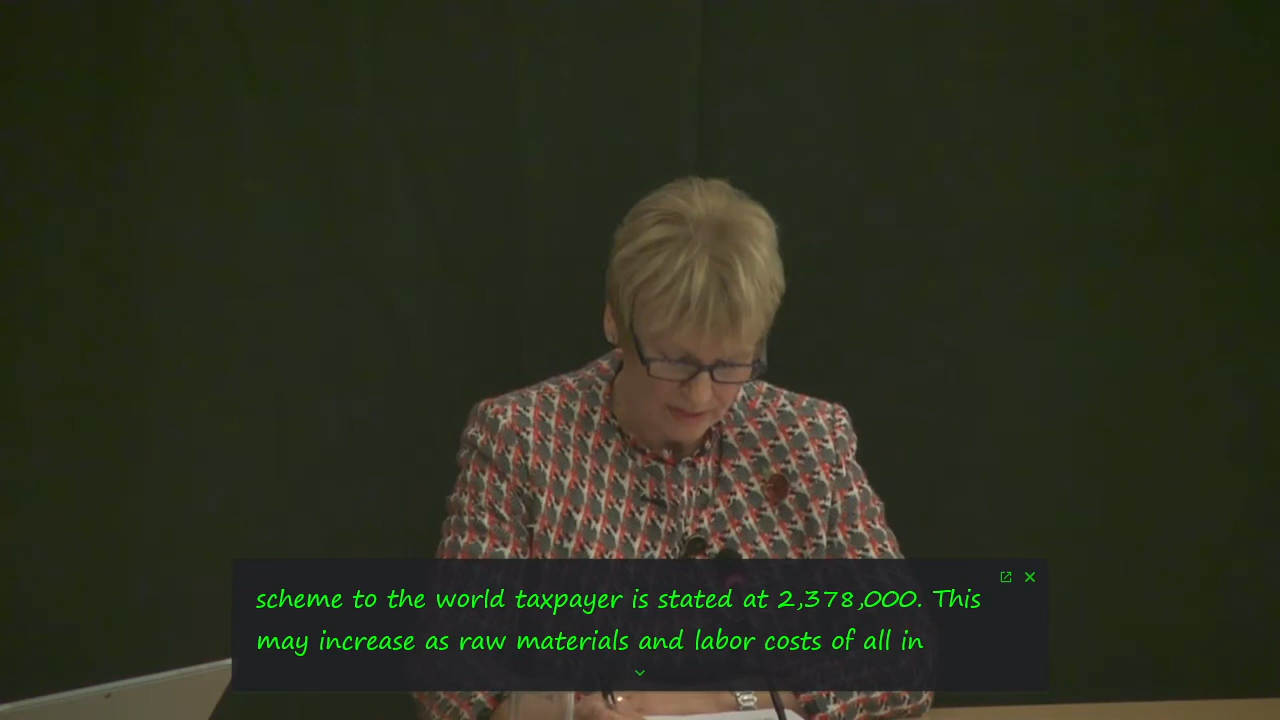 scheme to the world taxpayer is stated at 2,378,000. This
may increase as raw materials and labor costs of all in